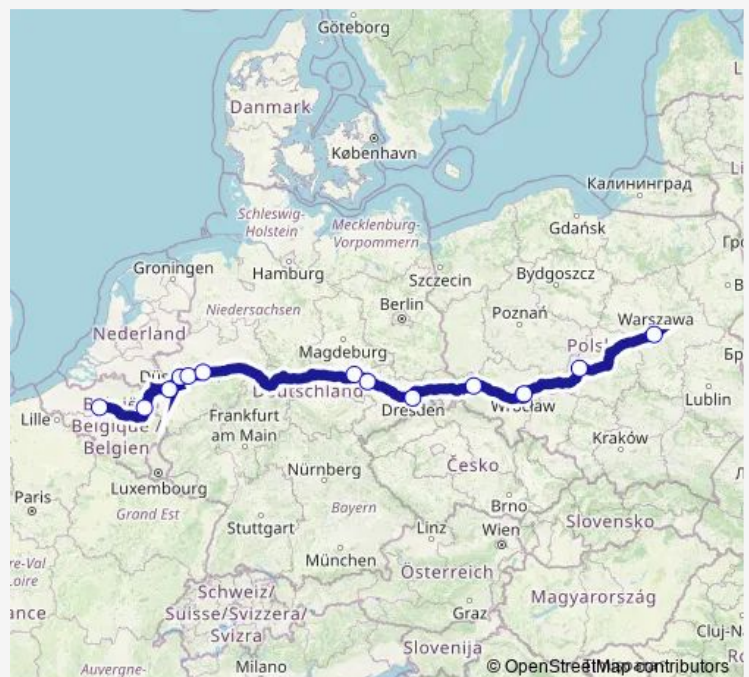 Göteborg
Danmark
København
Калининград
Schleswig-
Holstein
Mecklenburg-
Vorpommern
Gdańsk
Groningen
Hamburg
Szczecin
Bydgoszcz
Niedersachsen
Berlin
Poznań
Warszawa
Nederland
Magdeburg
Deutschland
Dresden
Wrocław
Lublin
Lille
Belgique /
Belgien
Frankfurt
am Main
Kraków
Luxembourg
Nürnberg
Česko
Paris
Grand Est
Brno
Stuttgart
Bayern
Linz
Wien
Slovensko
München
Österreich
Schweiz/
Suisse/Svizzera/
Svizra
Magyarország
Graz
Cluj-N
Slovenija
Milano
Auvergne-
© OpenStreetMap contributors